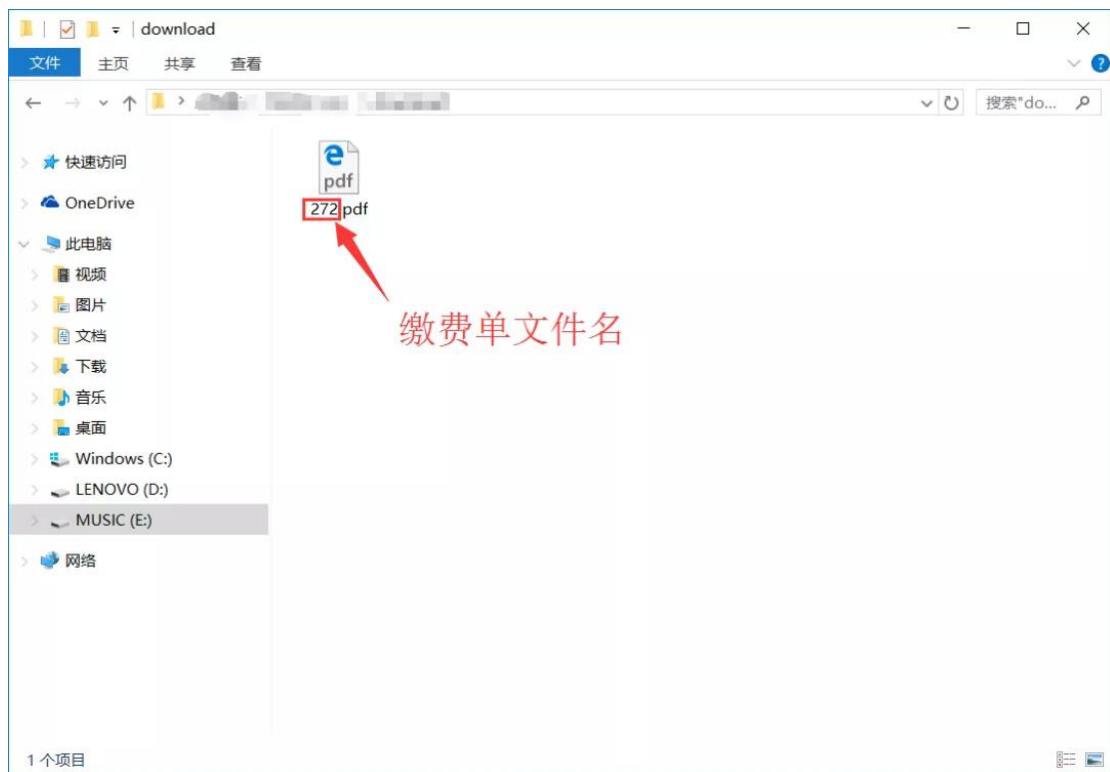 download
文件 主页 共享 查看
搜索"do...
快速访问
OneDrive
此电脑
视频
图片
文档
下载
音乐
桌面
Windows (C:)
LENOVO (D:)
MUSIC (E:)
网络
pdf
272.pdf
缴费单文件名
1 个项目